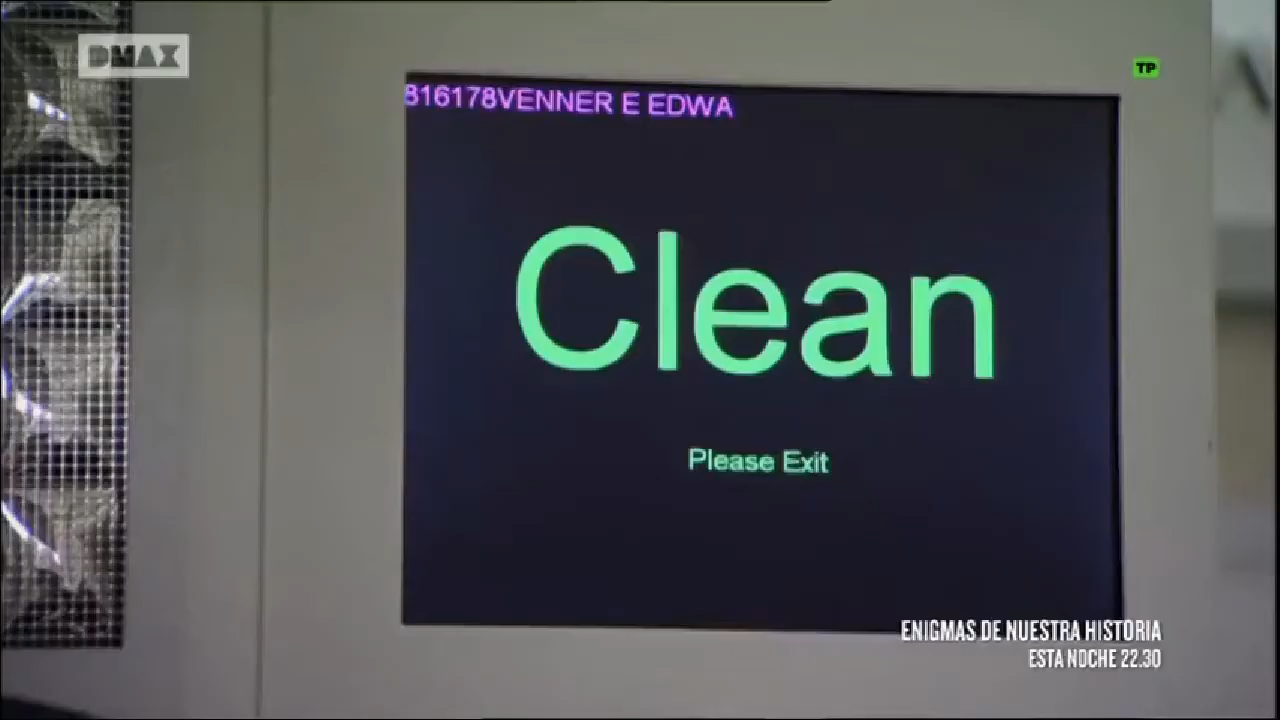 DMAX
TP
816178VENNER E EDWA
Clean
Please Exit
ENIGMAS DE NUESTRA HISTORIA
ESTA NOCHE 22.30